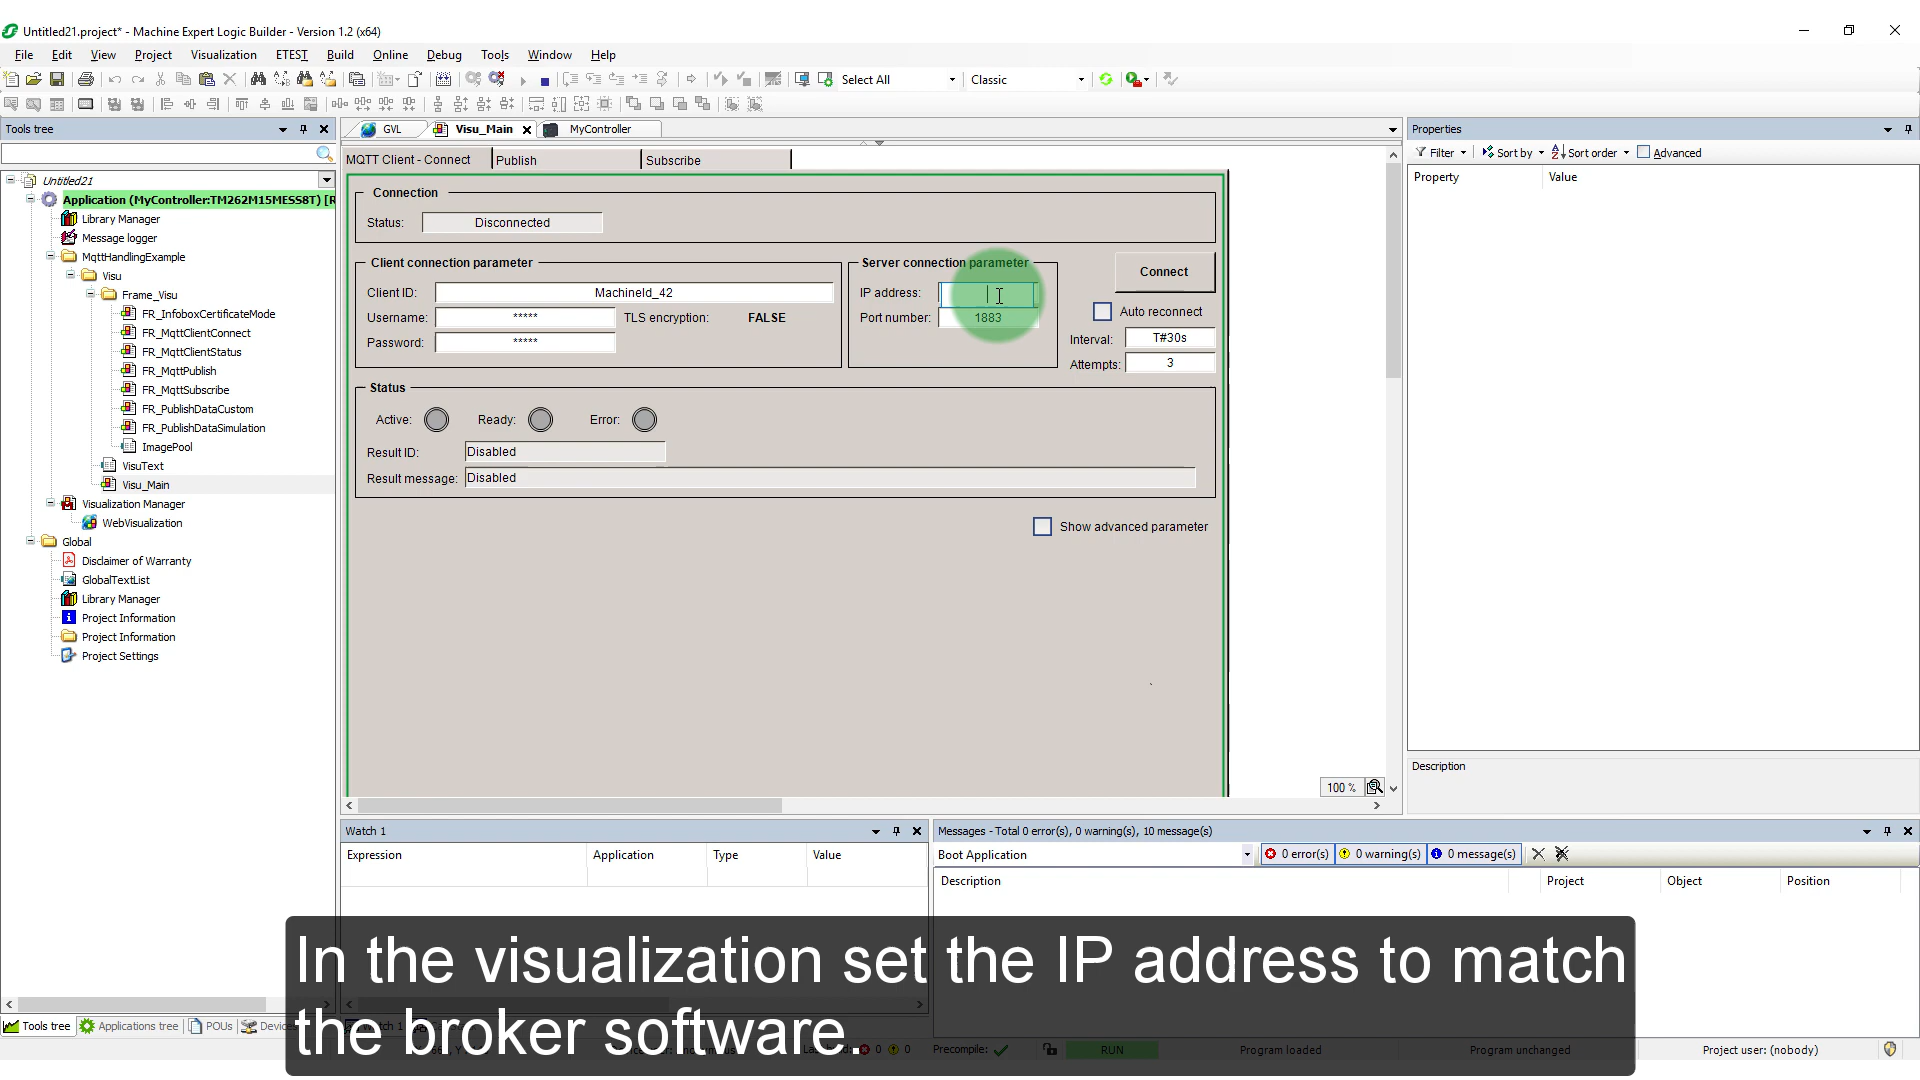 Untitled21.project* - Machine Expert Logic Builder - Version 1.2 (x64)
File Edit View Project Visualization ETEST Build Online Debug Tools Window Help
Select All Classic
Tools tree
GVL Visu_Main MyController
Properties
MQTT Client - Connect Publish Subscribe
Filter Sort by Sort order Advanced
Property Value
Untitled21
Application (MyController:TM262M15MESS8T) [R
Library Manager
Message logger
MqttHandlingExample
Visu
Frame_Visu
FR_InfoboxCertificateMode
FR_MqttClientConnect
FR_MqttClientStatus
FR_MqttPublish
FR_MqttSubscribe
FR_PublishDataCustom
FR_PublishDataSimulation
ImagePool
VisuText
Visu_Main
Visualization Manager
WebVisualization
Global
Disclaimer of Warranty
GlobalTextList
Library Manager
Project Information
Project Information
Project Settings
Connection
Status: Disconnected
Client connection parameter
Client ID: MachineId_42
Username: ***** TLS encryption: FALSE
Password: *****
Server connection parameter
IP address:
Port number: 1883
Connect
Auto reconnect
Interval: T#30s
Attempts: 3
Status
Active: Ready: Error:
Result ID: Disabled
Result message: Disabled
Show advanced parameter
100 %
Description
Watch 1
Expression Application Type Value
Messages - Total 0 error(s), 0 warning(s), 10 message(s)
Boot Application 0 error(s) 0 warning(s) 0 message(s)
Description Project Object Position
In the visualization set the IP address to match
the broker software.
Tools tree Applications tree POUs
0 0 Precompile: RUN Program loaded Program unchanged Project user: (nobody)